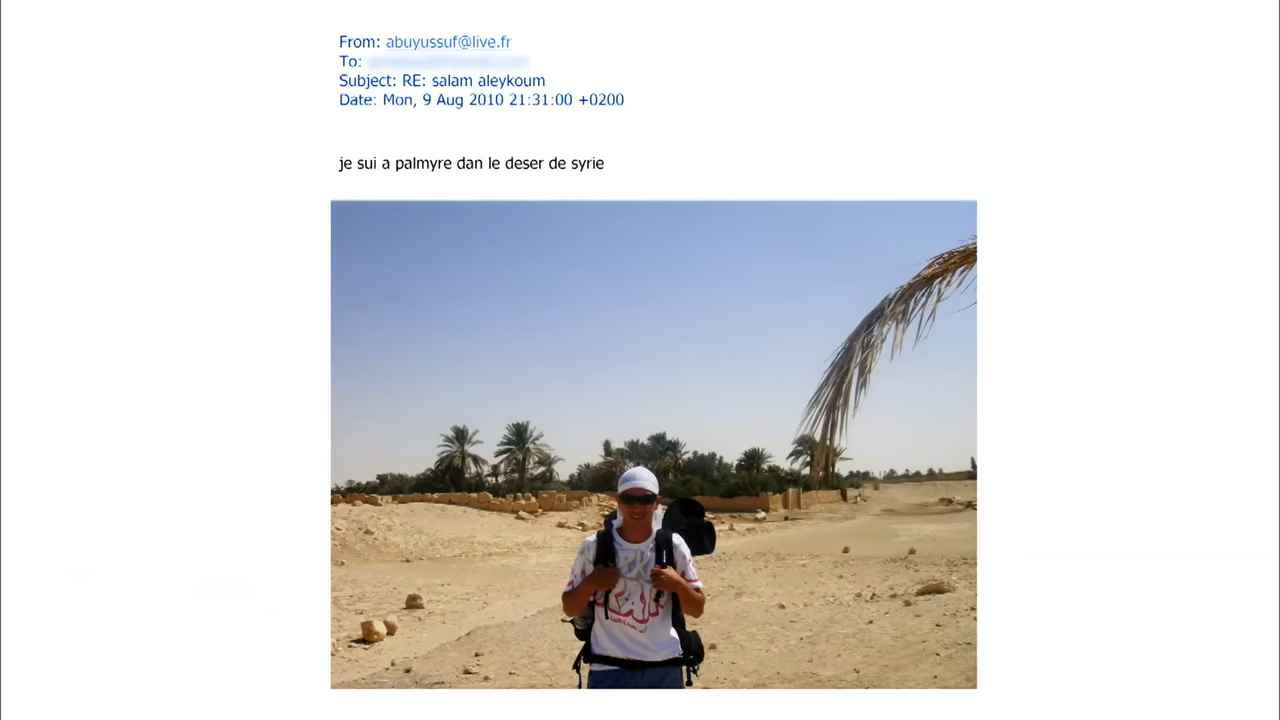 From: abuyussuf@live.fr
To:
Subject: RE: salam aleykoum
Date: Mon, 9 Aug 2010 21:31:00 +0200
je sui a palmyre dan le deser de syrie